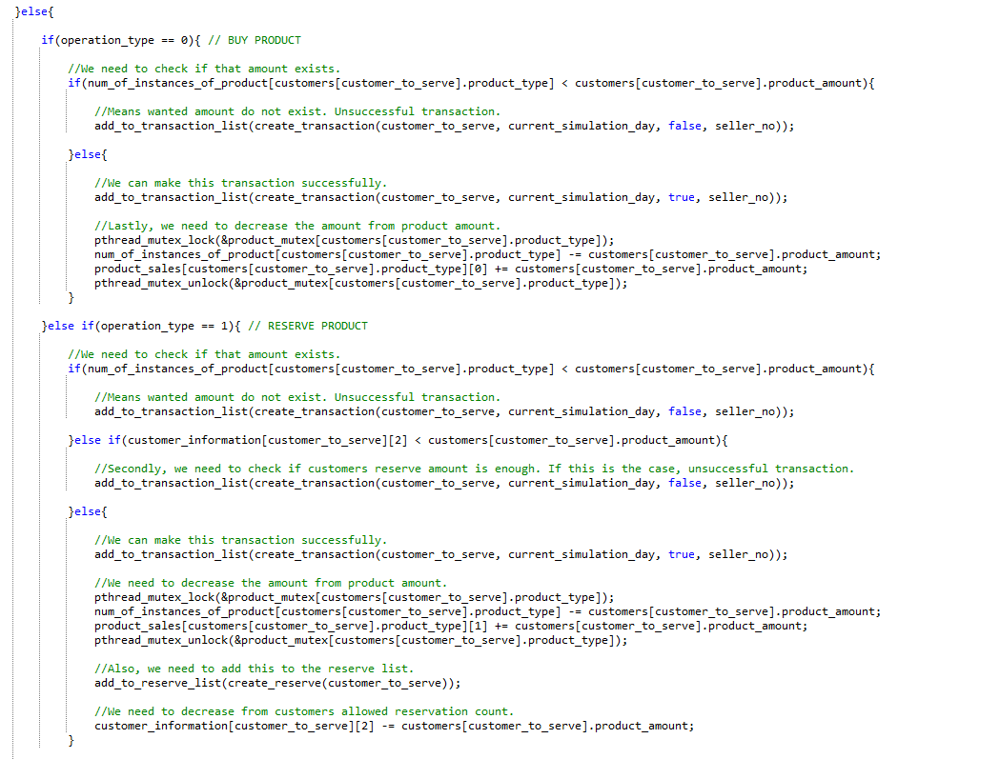 }else{
if(operation_type == 0){ // BUY PRODUCT
//We need to check if that amount exists.
if(num_of_instances_of_product[customers[customer_to_serve].product_type] < customers[customer_to_serve].product_amount){
//Means wanted amount do not exist. Unsuccessful transaction.
add_to_transaction_list(create_transaction(customer_to_serve, current_simulation_day, false, seller_no));
}else{
//We can make this transaction successfully.
add_to_transaction_list(create_transaction(customer_to_serve, current_simulation_day, true, seller_no));
//Lastly, we need to decrease the amount from product amount.
pthread_mutex_lock(&product_mutex[customers[customer_to_serve].product_type]);
num_of_instances_of_product[customers[customer_to_serve].product_type] -= customers[customer_to_serve].product_amount;
product_sales[customers[customer_to_serve].product_type][0] += customers[customer_to_serve].product_amount;
pthread_mutex_unlock(&product_mutex[customers[customer_to_serve].product_type]);
}
}else if(operation_type == 1){ // RESERVE PRODUCT
//We need to check if that amount exists.
if(num_of_instances_of_product[customers[customer_to_serve].product_type] < customers[customer_to_serve].product_amount){
//Means wanted amount do not exist. Unsuccessful transaction.
add_to_transaction_list(create_transaction(customer_to_serve, current_simulation_day, false, seller_no));
}else if(customer_information[customer_to_serve][2] < customers[customer_to_serve].product_amount){
//Secondly, we need to check if customers reserve amount is enough. If this is the case, unsuccessful transaction.
add_to_transaction_list(create_transaction(customer_to_serve, current_simulation_day, false, seller_no));
}else{
//We can make this transaction successfully.
add_to_transaction_list(create_transaction(customer_to_serve, current_simulation_day, true, seller_no));
//We need to decrease the amount from product amount.
pthread_mutex_lock(&product_mutex[customers[customer_to_serve].product_type]);
num_of_instances_of_product[customers[customer_to_serve].product_type] -= customers[customer_to_serve].product_amount;
product_sales[customers[customer_to_serve].product_type][1] += customers[customer_to_serve].product_amount;
pthread_mutex_unlock(&product_mutex[customers[customer_to_serve].product_type]);
//Also, we need to add this to the reserve list.
add_to_reserve_list(create_reserve(customer_to_serve));
//We need to decrease from customers allowed reservation count.
customer_information[customer_to_serve][2] -= customers[customer_to_serve].product_amount;
}